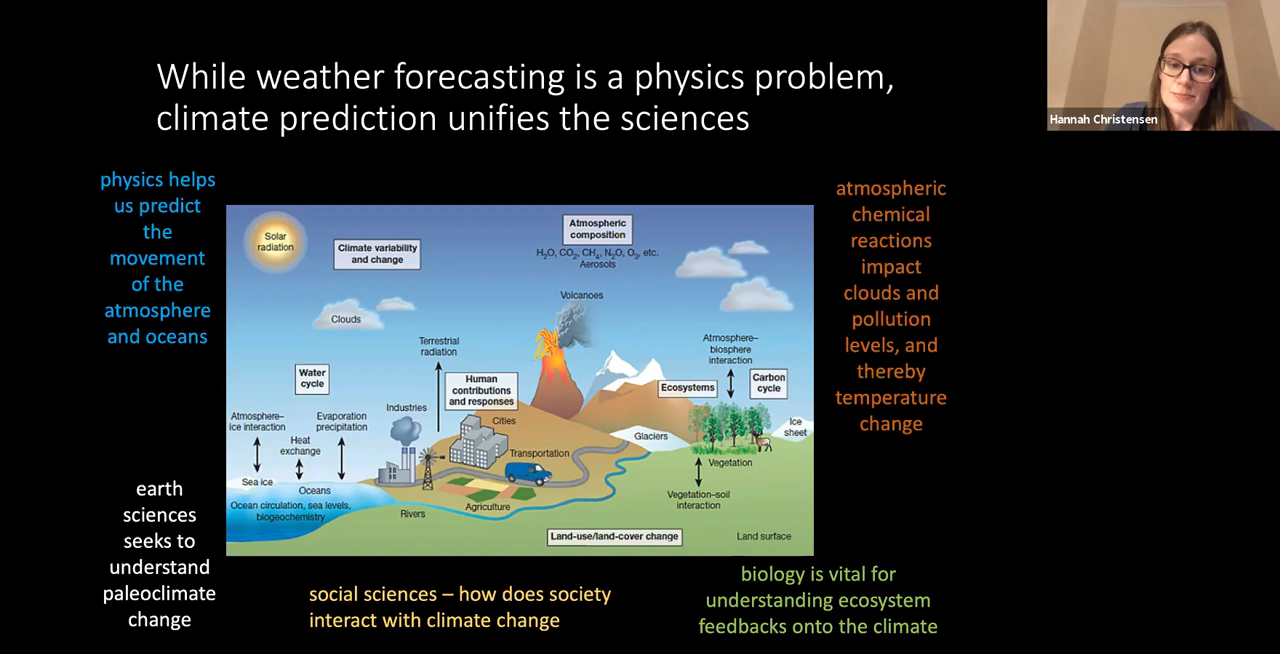 While weather forecasting is a physics problem,
climate prediction unifies the sciences
Hannah Christensen
physics helps
us predict
the
movement
of the
atmosphere
and oceans
atmospheric
chemical
reactions
impact
clouds and
pollution
levels, and
thereby
temperature
change
Solar
radiation
Climate variability
and change
Atmospheric
composition
H₂O, CO₂, CH₄, N₂O, O₃, etc.
Aerosols
Volcanoes
Clouds
Terrestrial
radiation
Atmosphere–
biosphere
interaction
Water
cycle
Human
contributions
and responses
Ecosystems
Carbon
cycle
Atmosphere–
ice interaction
Evaporation
precipitation
Industries
Heat
exchange
Cities
Transportation
Glaciers
Ice
sheet
Vegetation
Sea ice
Oceans
Ocean circulation, sea levels,
biogeochemistry
Rivers
Agriculture
Vegetation–soil
interaction
Land-use/land-cover change
Land surface
earth
sciences
seeks to
understand
paleoclimate
change
social sciences – how does society
interact with climate change
biology is vital for
understanding ecosystem
feedbacks onto the climate